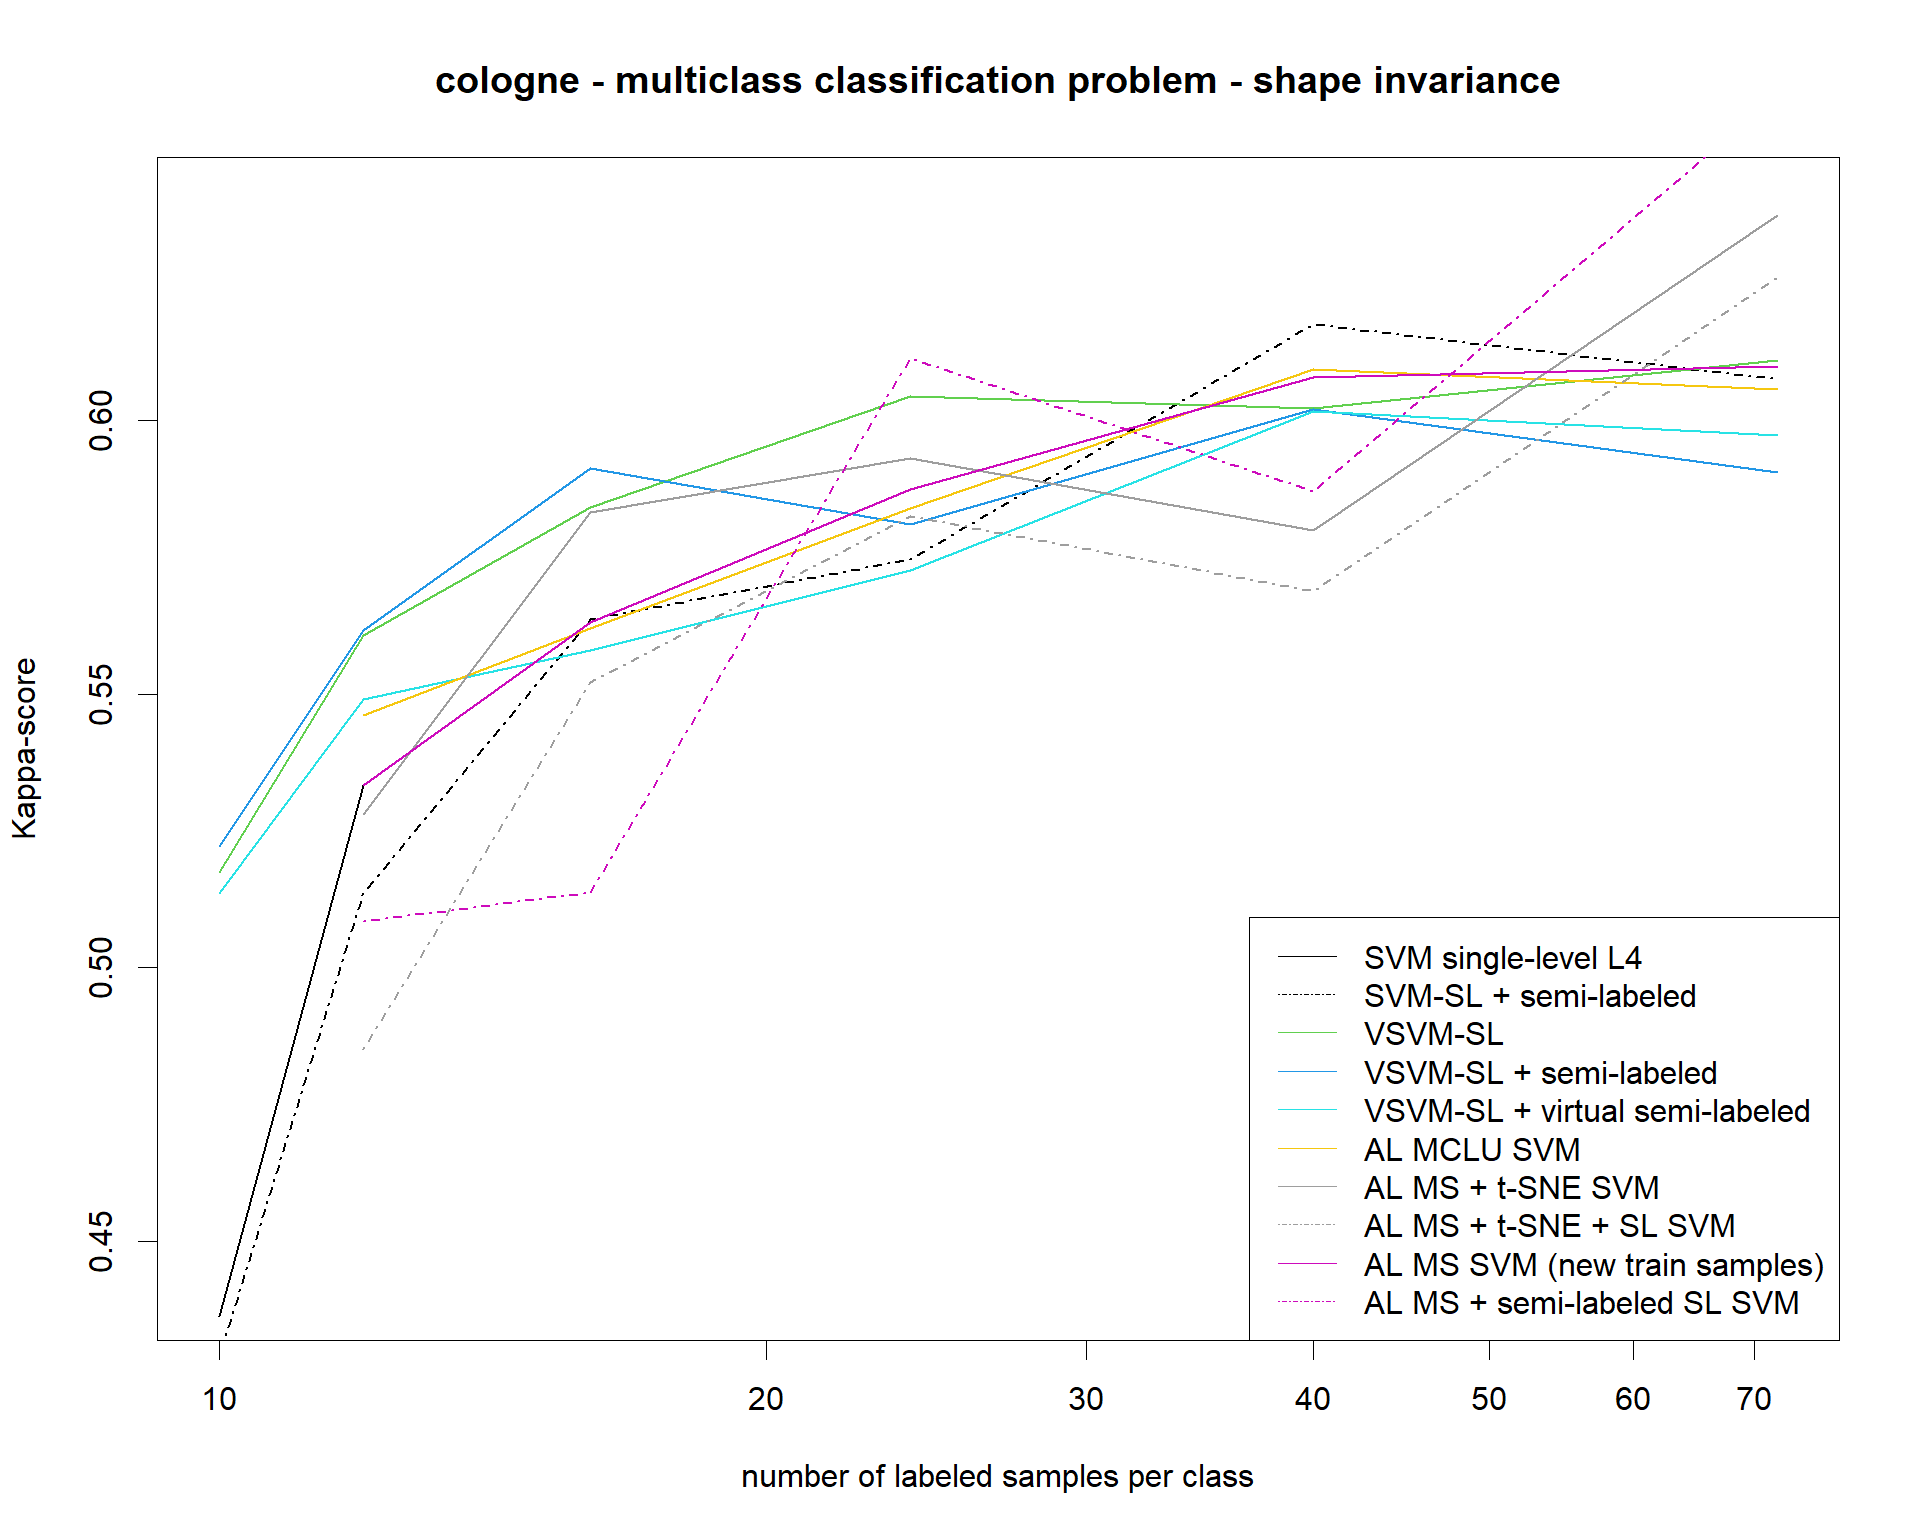 cologne - multiclass classification problem - shape invariance
Kappa-score
0.60
0.55
0.50
0.45
SVM single-level L4
SVM-SL + semi-labeled
VSVM-SL
VSVM-SL + semi-labeled
VSVM-SL + virtual semi-labeled
AL MCLU SVM
AL MS + t-SNE SVM
AL MS + t-SNE + SL SVM
AL MS SVM (new train samples)
AL MS + semi-labeled SL SVM
10 20 30 40 50 60 70
number of labeled samples per class